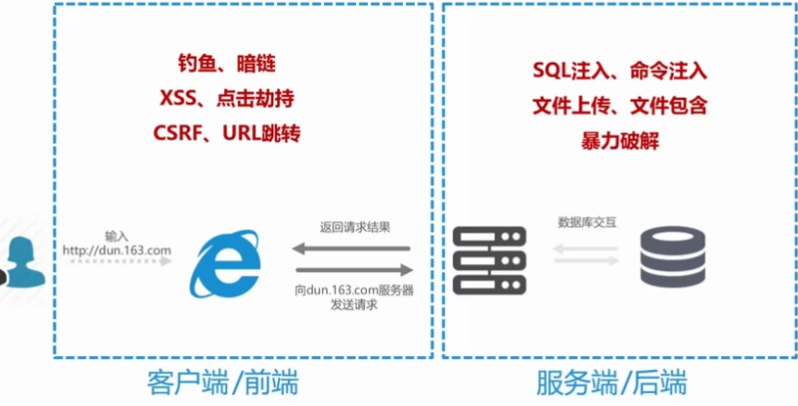 钓鱼、暗链
XSS、点击劫持
CSRF、URL跳转
SQL注入、命令注入
文件上传、文件包含
暴力破解
输入
http://dun.163.com
返回请求结果
向dun.163.com服务器
发送请求
数据库交互
客户端/前端
服务端/后端